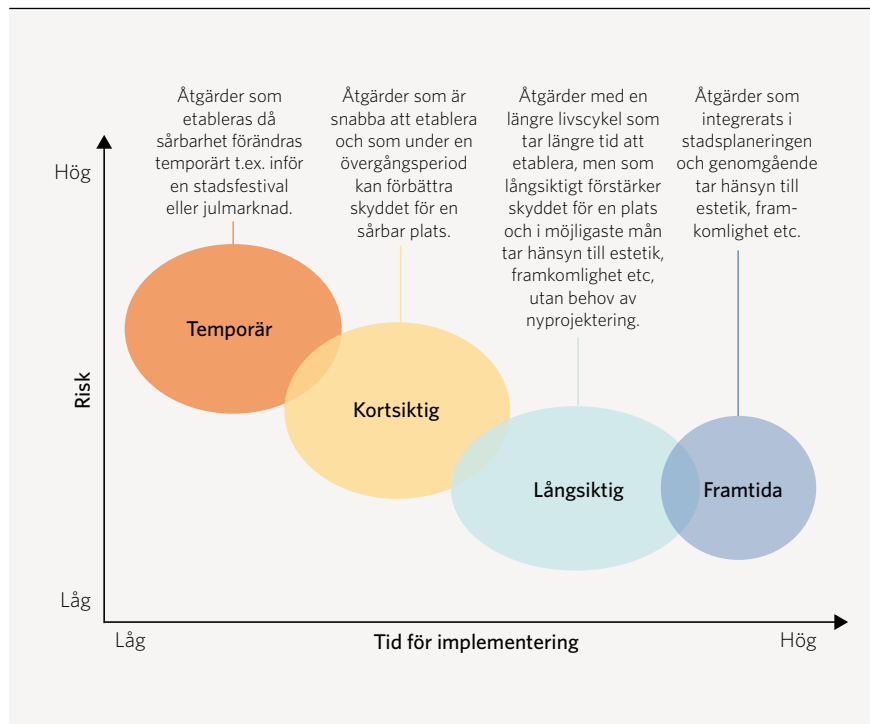 Åtgärder som
etableras då
sårbarhet förändras
temporärt t.ex. inför
en stadsfestival
eller julmarknad.
Åtgärder som är
snabba att etablera
och som under en
övergångsperiod
kan förbättra
skyddet för en
sårbar plats.
Åtgärder med en
längre livscykel som
tar längre tid att
etablera, men som
långsiktigt förstärker
skyddet för en plats
och i möjligaste mån
tar hänsyn till estetik,
framkomlighet etc,
utan behov av
nyprojektering.
Åtgärder som
integrerats i
stadsplaneringen
och genomgående
tar hänsyn till
estetik, fram-
komlighet etc.
Hög
Risk
Låg
Temporär
Kortsiktig
Långsiktig
Framtida
Låg
Tid för implementering
Hög